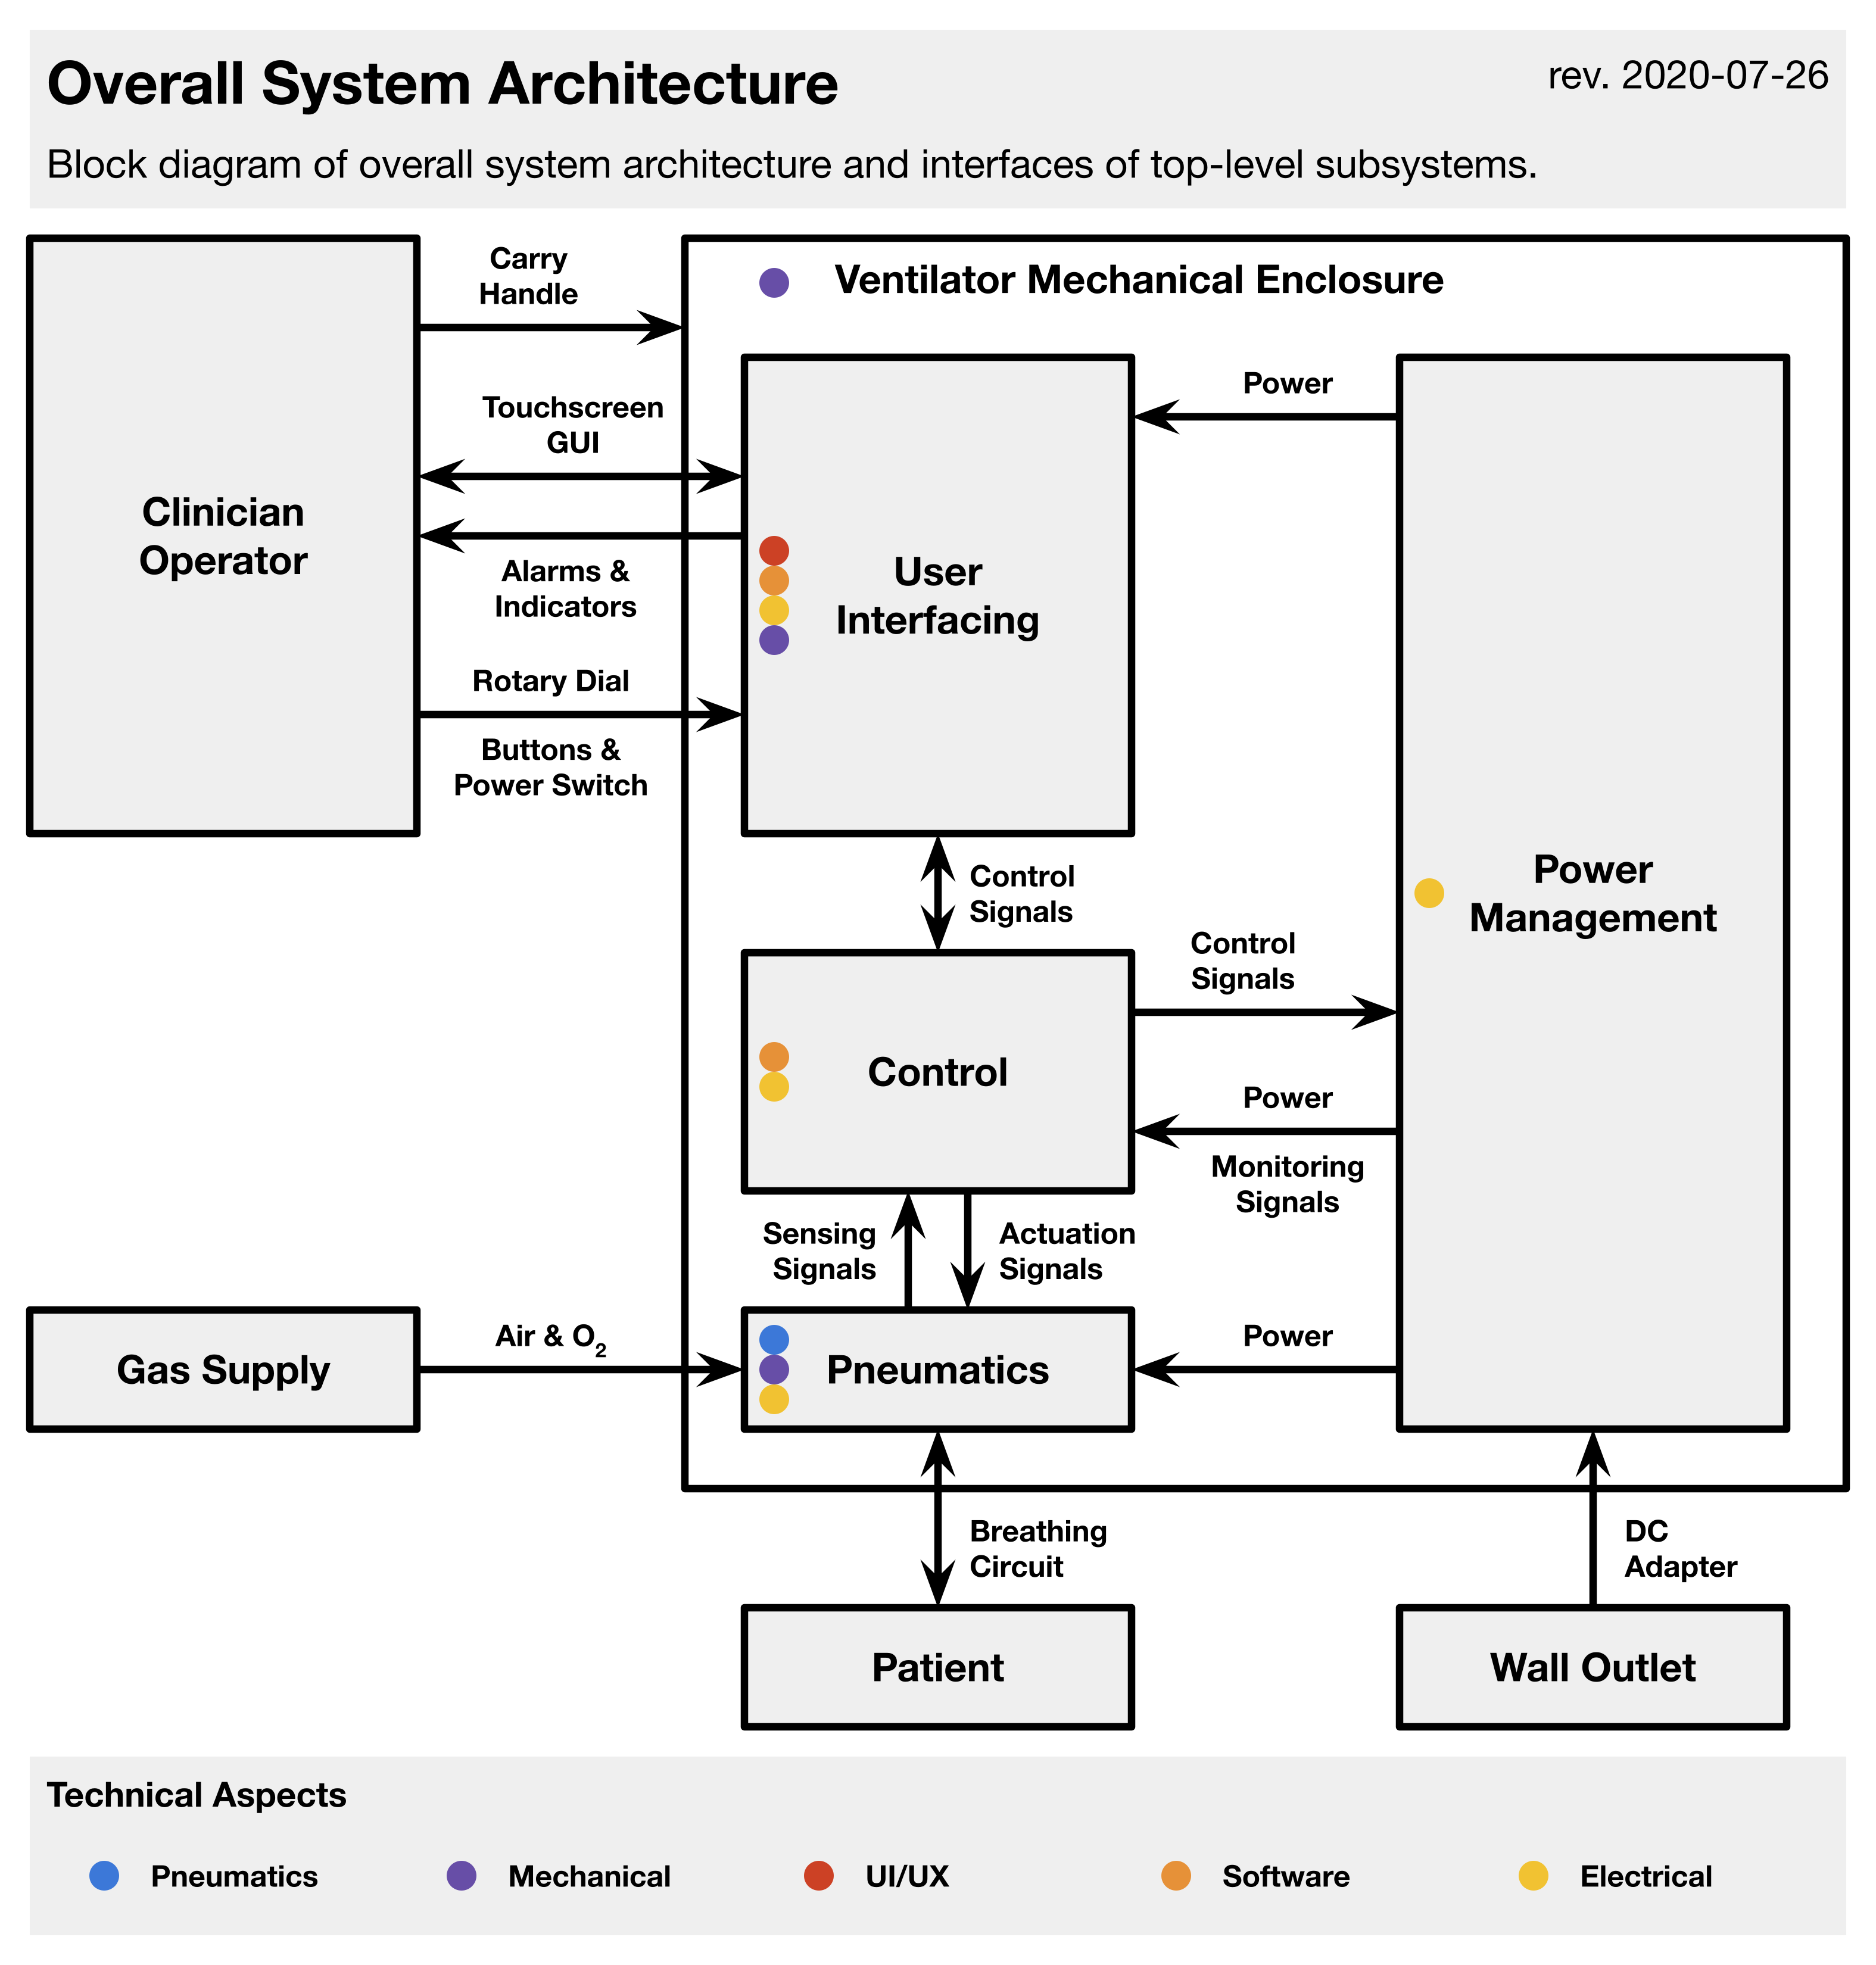 Overall System Architecture
rev. 2020-07-26
Block diagram of overall system architecture and interfaces of top-level subsystems.
Carry
Handle
Ventilator Mechanical Enclosure
Touchscreen
GUI
Power
Clinician
Operator
Alarms &
Indicators
User
Interfacing
Rotary Dial
Buttons &
Power Switch
Control
Signals
Power
Management
Control
Signals
Control
Power
Monitoring
Signals
Sensing
Signals
Actuation
Signals
Gas Supply
Air & O2
Pneumatics
Power
Breathing
Circuit
DC
Adapter
Patient
Wall Outlet
Technical Aspects
Pneumatics
Mechanical
UI/UX
Software
Electrical